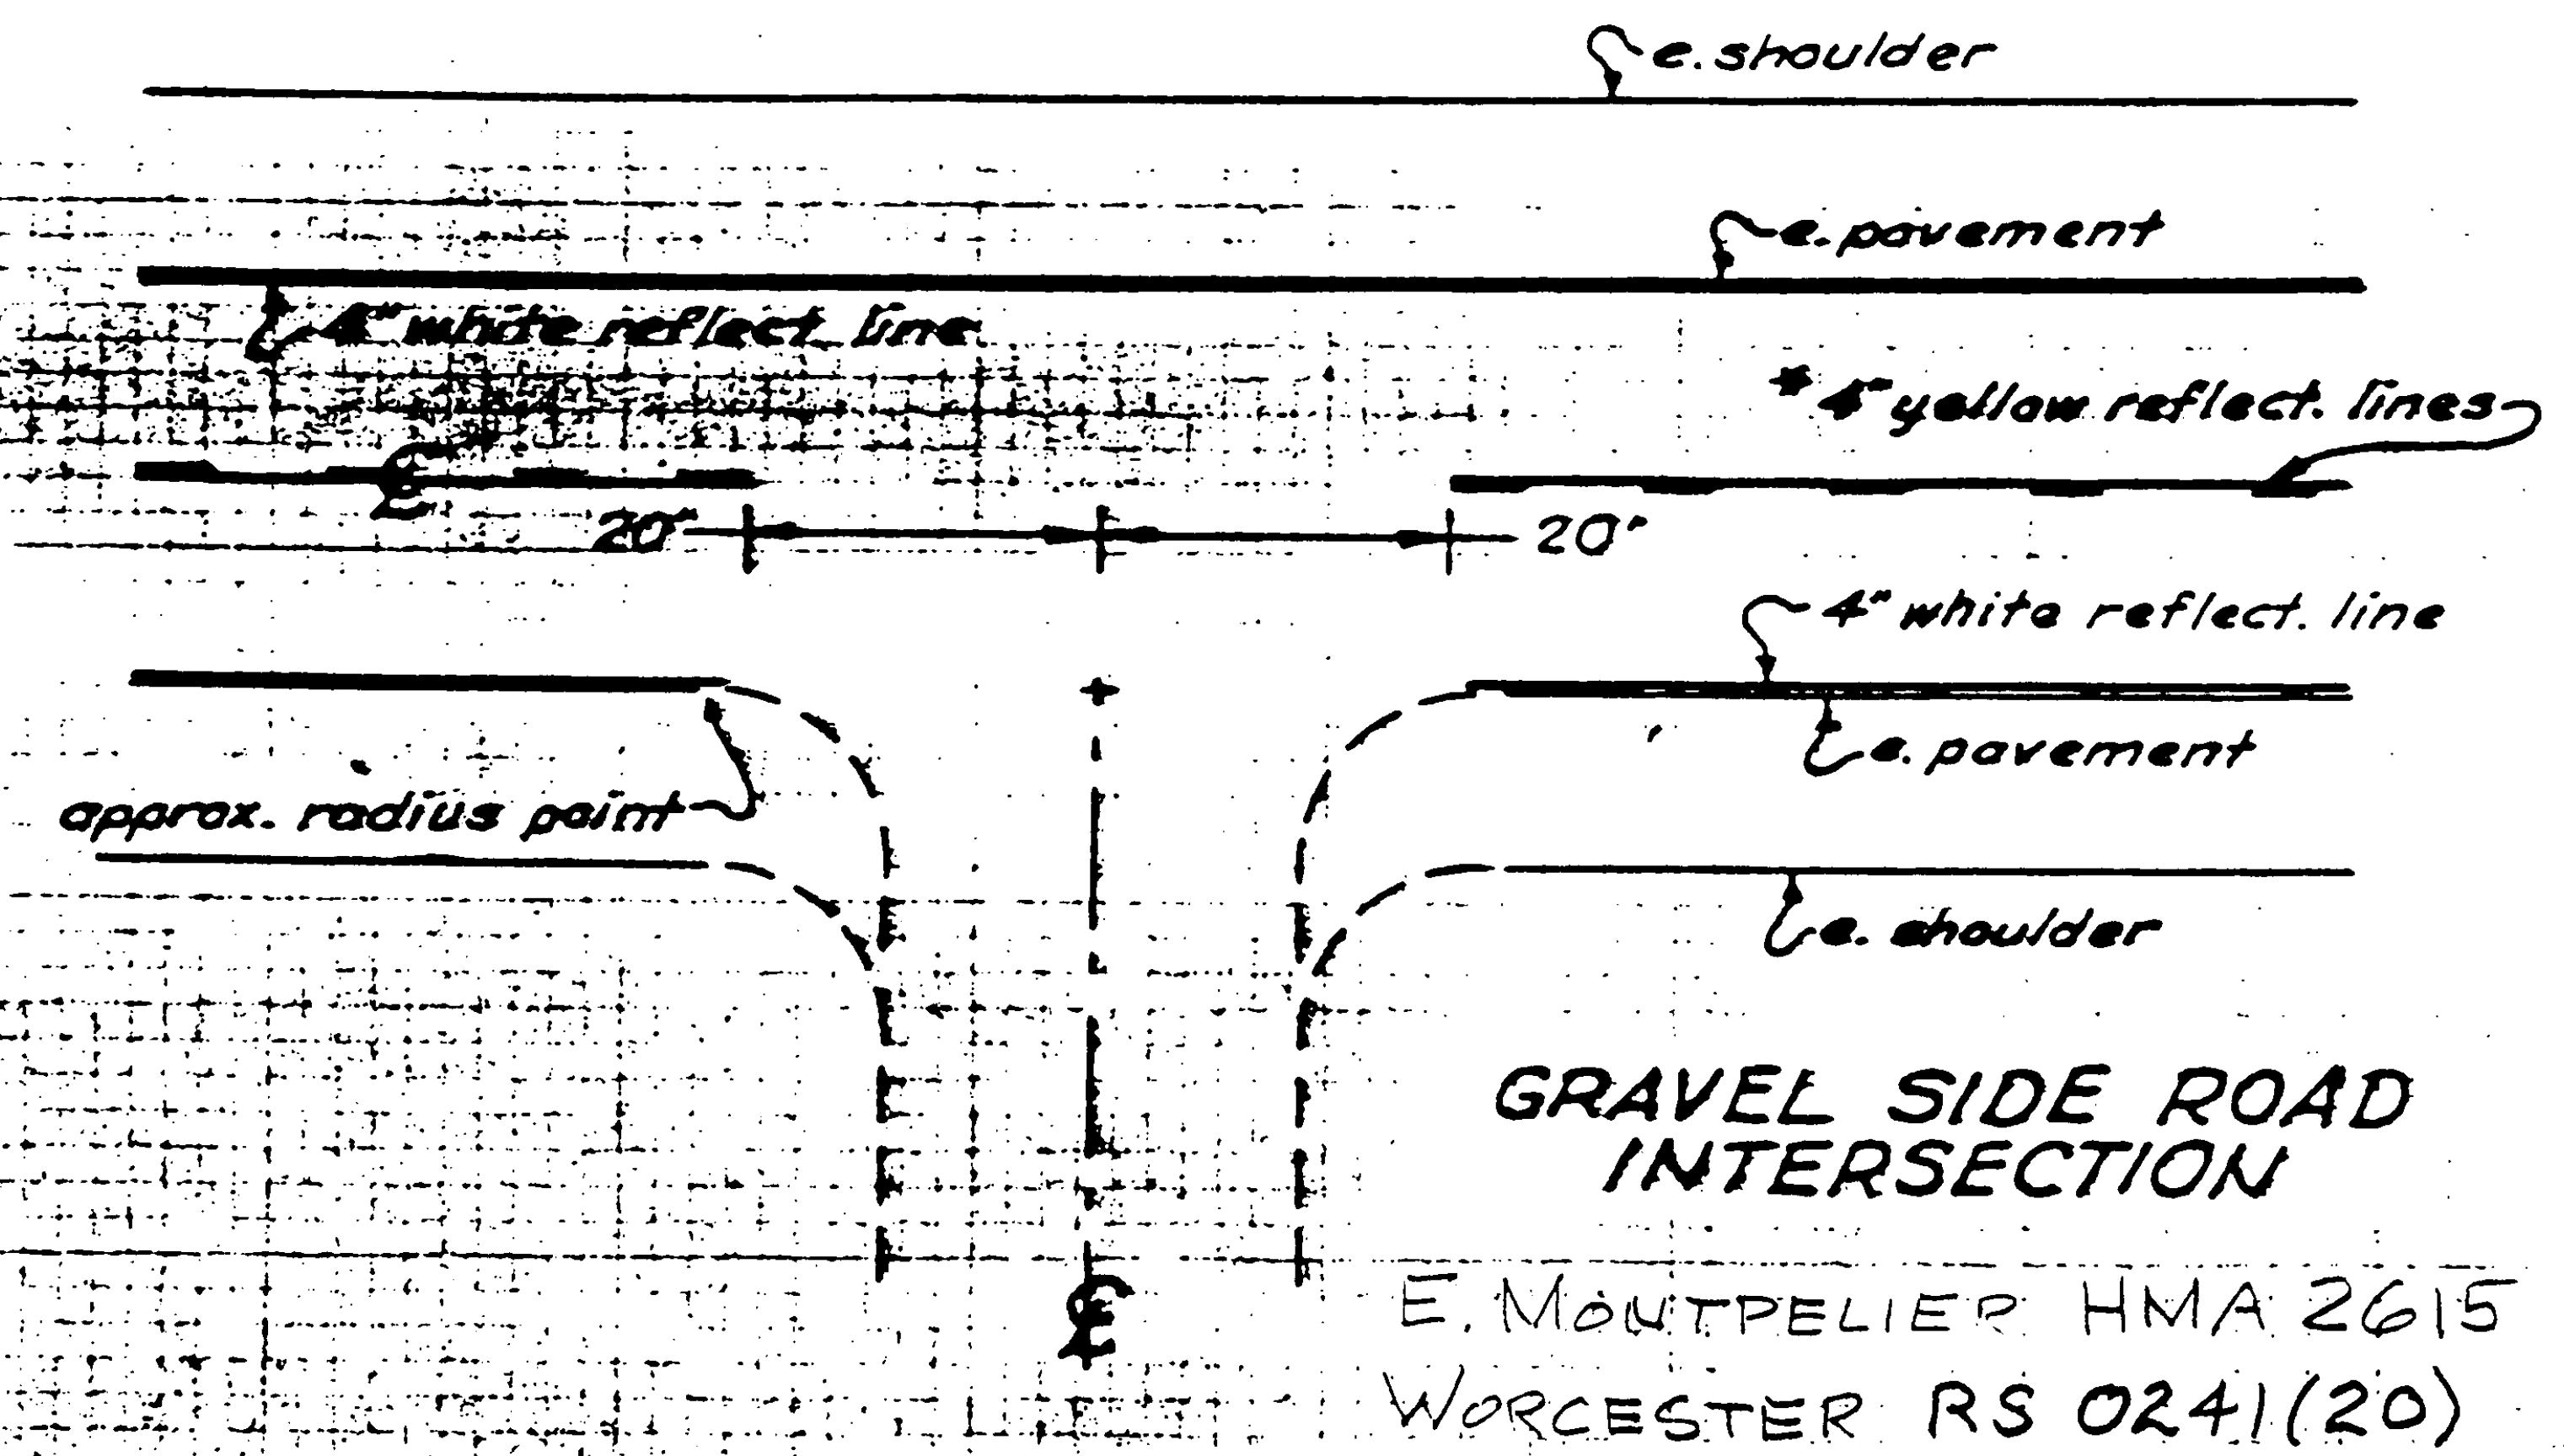 e. shoulder
e. pavement
4" white reflect. line
* 4" yellow reflect. lines
℄
20'
20'
4" white reflect. line
e. pavement
approx. radius point
e. shoulder
GRAVEL SIDE ROAD
INTERSECTION
℄
E. MONTPELIER HMA 2615
WORCESTER RS 0241(20)